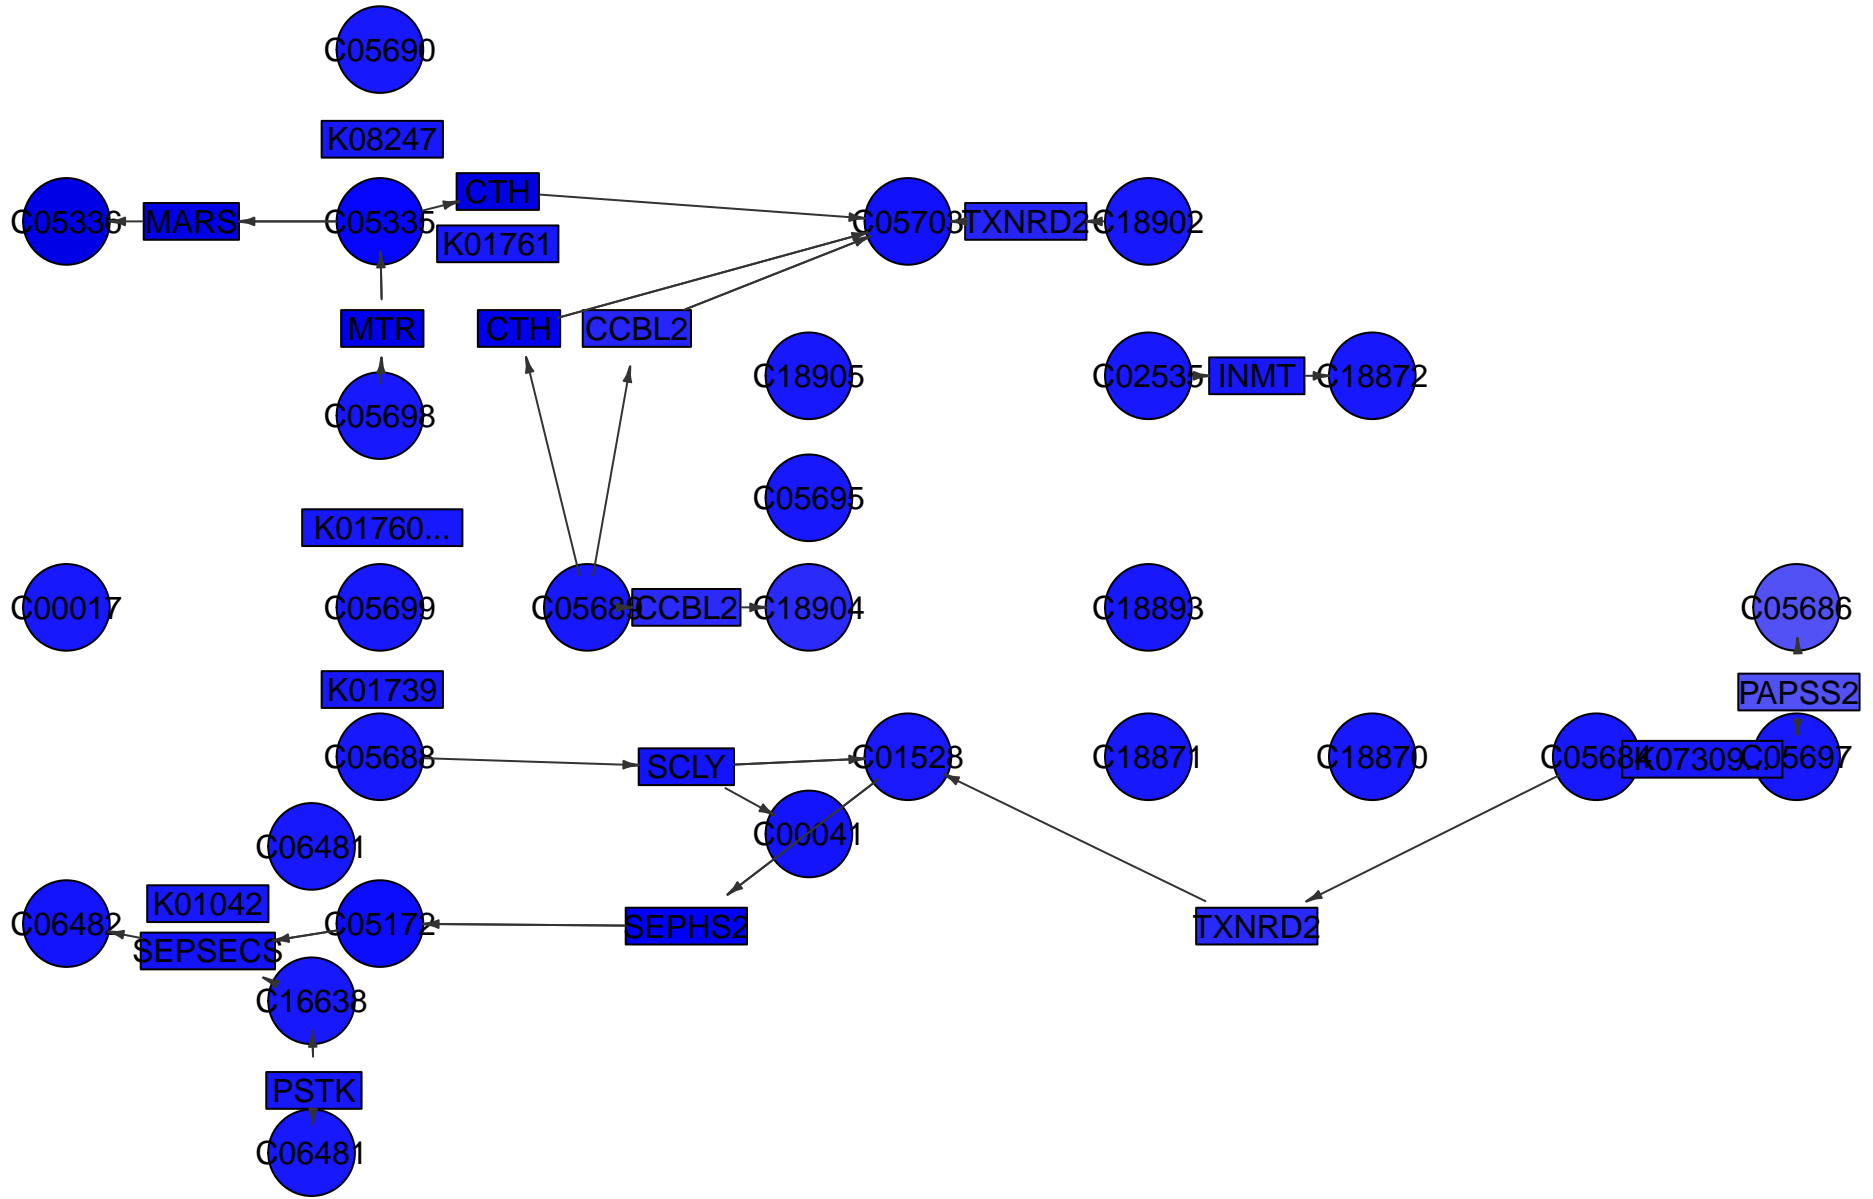 C05690
K08247
CTH
C05336
MARS
C05335
C05703
TXNRD2
C18902
K01761
MTR
CTH
CCBL2
C18905
C02535
INMT
C18872
C05698
C05695
K01760...
C00017
C05699
C05689
CCBL2
C18904
C18893
C05686
K01739
PAPSS2
C05688
SCLY
C01528
C18871
C18870
C05684
K07309...
C05697
C00041
C06481
K01042
C06482
C05172
SEPHS2
TXNRD2
SEPSECS
C16638
PSTK
C06481